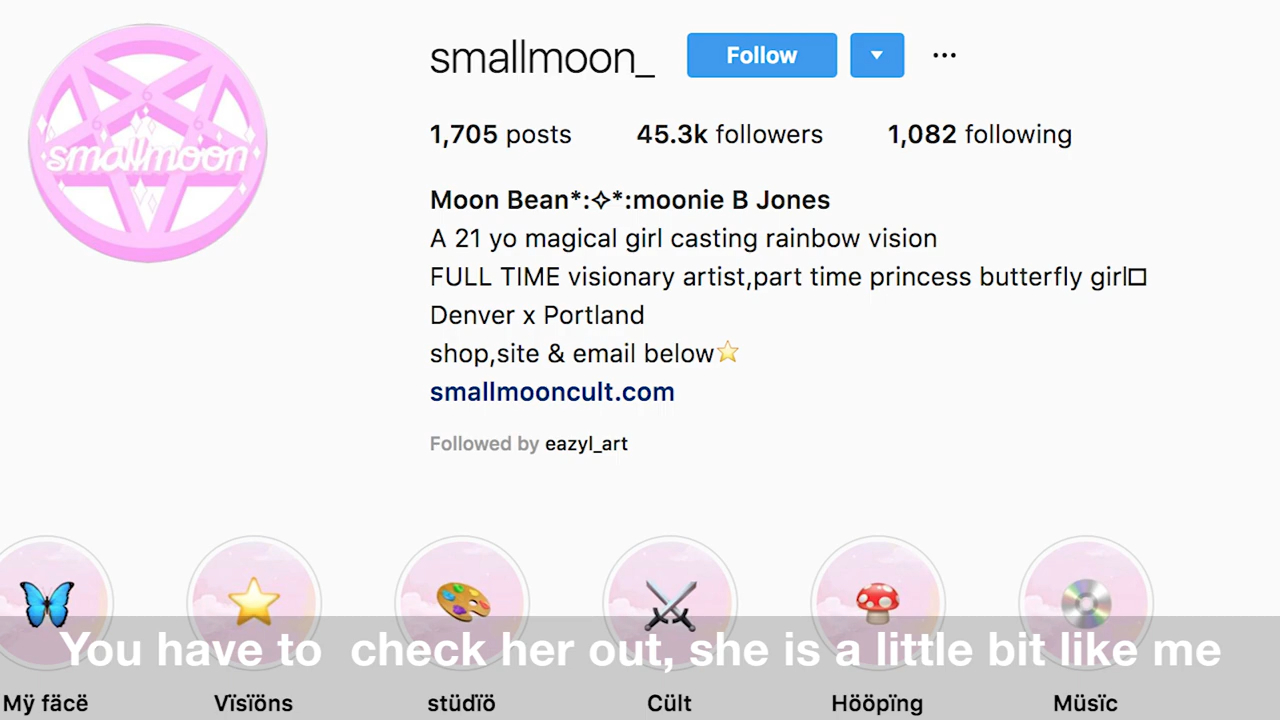 smallmoon_ Follow
1,705 posts 45.3k followers 1,082 following
6
6 6
smallmoon
Moon Bean*:✧*:moonie B Jones
A 21 yo magical girl casting rainbow vision
FULL TIME visionary artist,part time princess butterfly girl□
Denver x Portland
shop,site & email below⭐
smallmooncult.com
Followed by eazyl_art
You have to check her out, she is a little bit like me
Mÿ fäcë Vïsïöns stüdïö Cült Hööpïng Müsïc